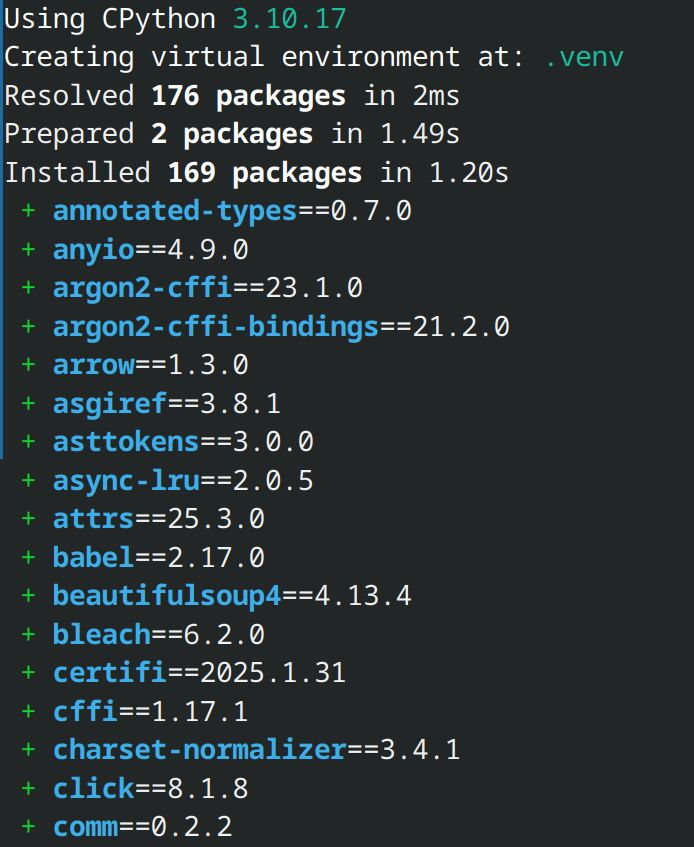 Using CPython 3.10.17
Creating virtual environment at: .venv
Resolved 176 packages in 2ms
Prepared 2 packages in 1.49s
Installed 169 packages in 1.20s
+ annotated-types==0.7.0
+ anyio==4.9.0
+ argon2-cffi==23.1.0
+ argon2-cffi-bindings==21.2.0
+ arrow==1.3.0
+ asgiref==3.8.1
+ asttokens==3.0.0
+ async-lru==2.0.5
+ attrs==25.3.0
+ babel==2.17.0
+ beautifulsoup4==4.13.4
+ bleach==6.2.0
+ certifi==2025.1.31
+ cffi==1.17.1
+ charset-normalizer==3.4.1
+ click==8.1.8
+ comm==0.2.2